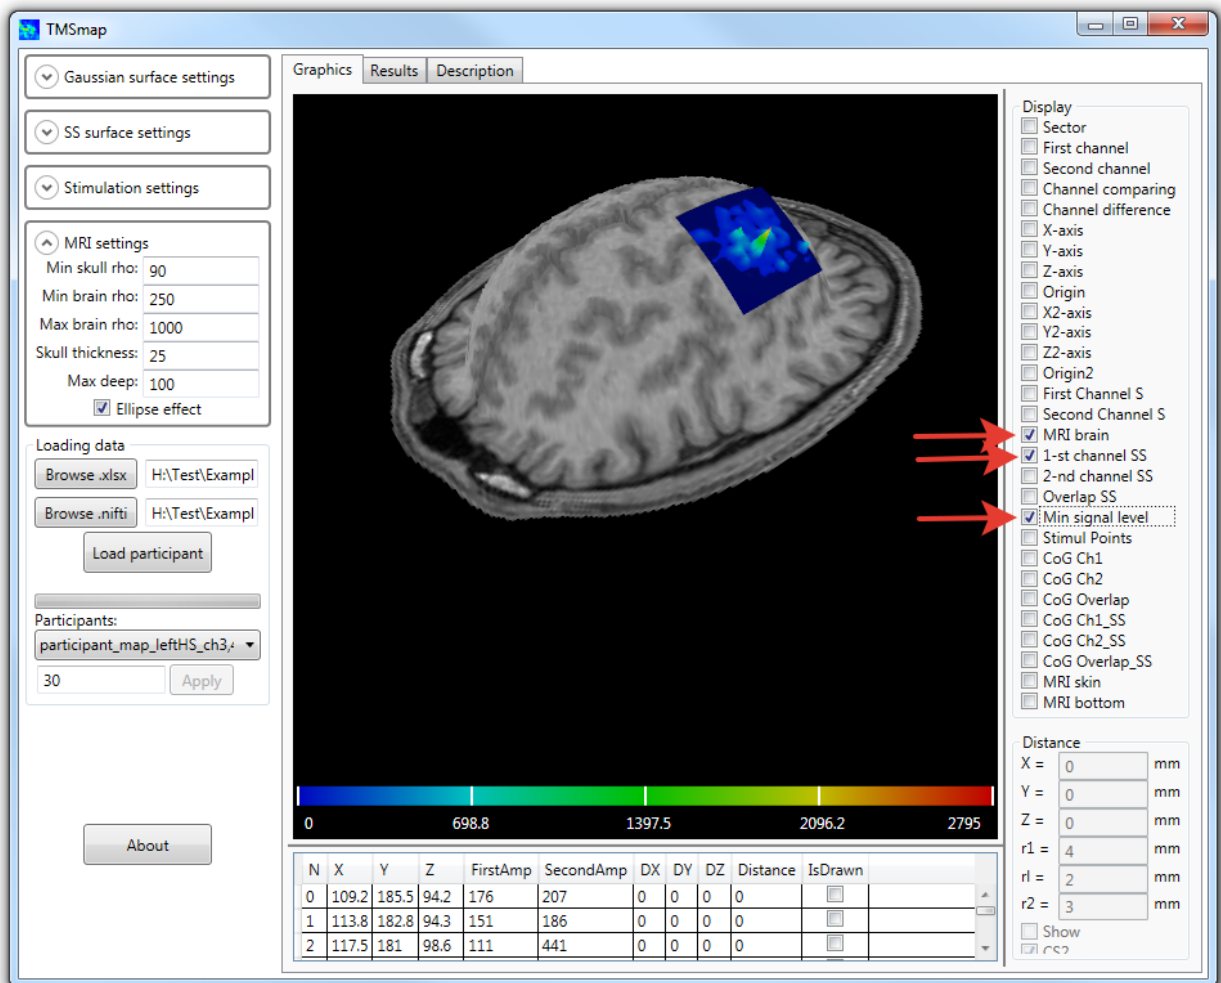 TMSmap
Gaussian surface settings
SS surface settings
Stimulation settings
MRI settings
Min skull rho: 90
Min brain rho: 250
Max brain rho: 1000
Skull thickness: 25
Max deep: 100
Ellipse effect
Loading data
Browse .xlsx H:\Test\Exampl
Browse .nifti H:\Test\Exampl
Load participant
Participants:
participant_map_leftHS_ch3,
30 Apply
About
Graphics Results Description
0 698.8 1397.5 2096.2 2795
N X Y Z FirstAmp SecondAmp DX DY DZ Distance IsDrawn
0 109.2 185.5 94.2 176 207 0 0 0 0
1 113.8 182.8 94.3 151 186 0 0 0 0
2 117.5 181 98.6 111 441 0 0 0 0
Display
Sector
First channel
Second channel
Channel comparing
Channel difference
X-axis
Y-axis
Z-axis
Origin
X2-axis
Y2-axis
Z2-axis
Origin2
First Channel S
Second Channel S
MRI brain
1-st channel SS
2-nd channel SS
Overlap SS
Min signal level
Stimul Points
CoG Ch1
CoG Ch2
CoG Overlap
CoG Ch1_SS
CoG Ch2_SS
CoG Overlap_SS
MRI skin
MRI bottom
Distance
X = 0 mm
Y = 0 mm
Z = 0 mm
r1 = 4 mm
rl = 2 mm
r2 = 3 mm
Show
CS2